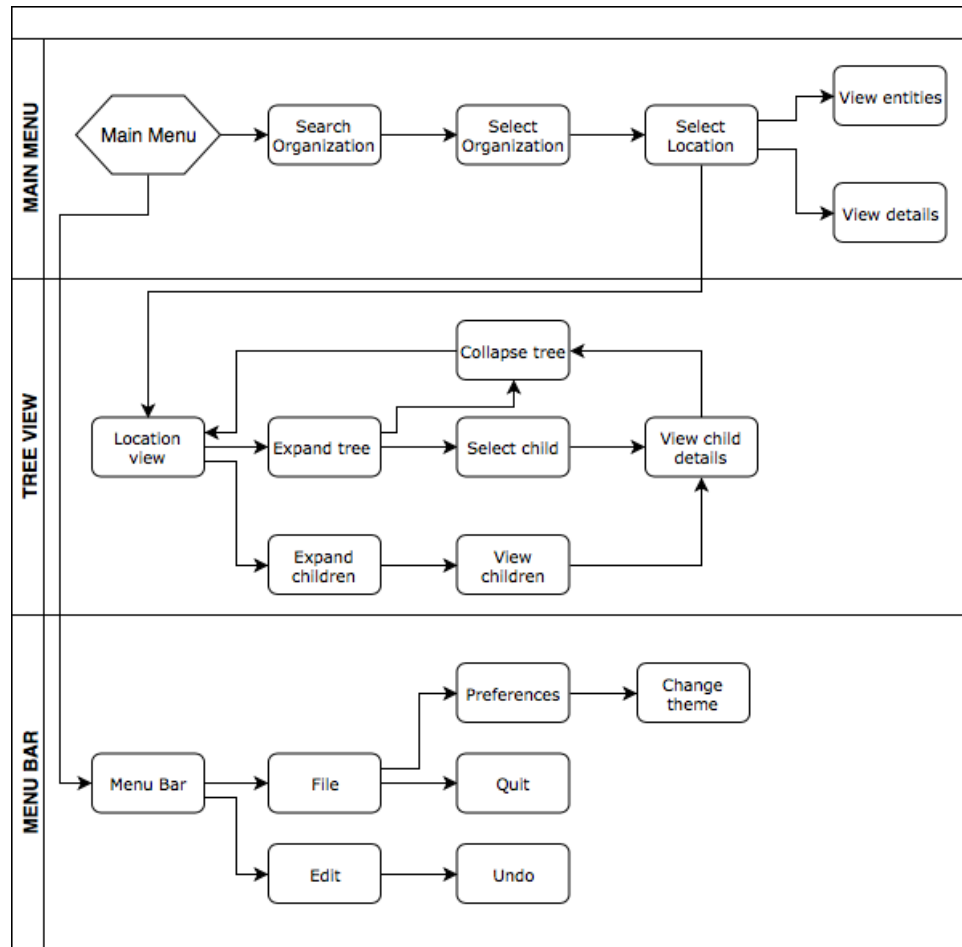 MAIN MENU
Main Menu
Search
Organization
Select
Organization
Select
Location
View entities
View details
TREE VIEW
Collapse tree
Location
view
Expand tree
Select child
View child
details
Expand
children
View
children
MENU BAR
Preferences
Change
theme
Menu Bar
File
Quit
Edit
Undo